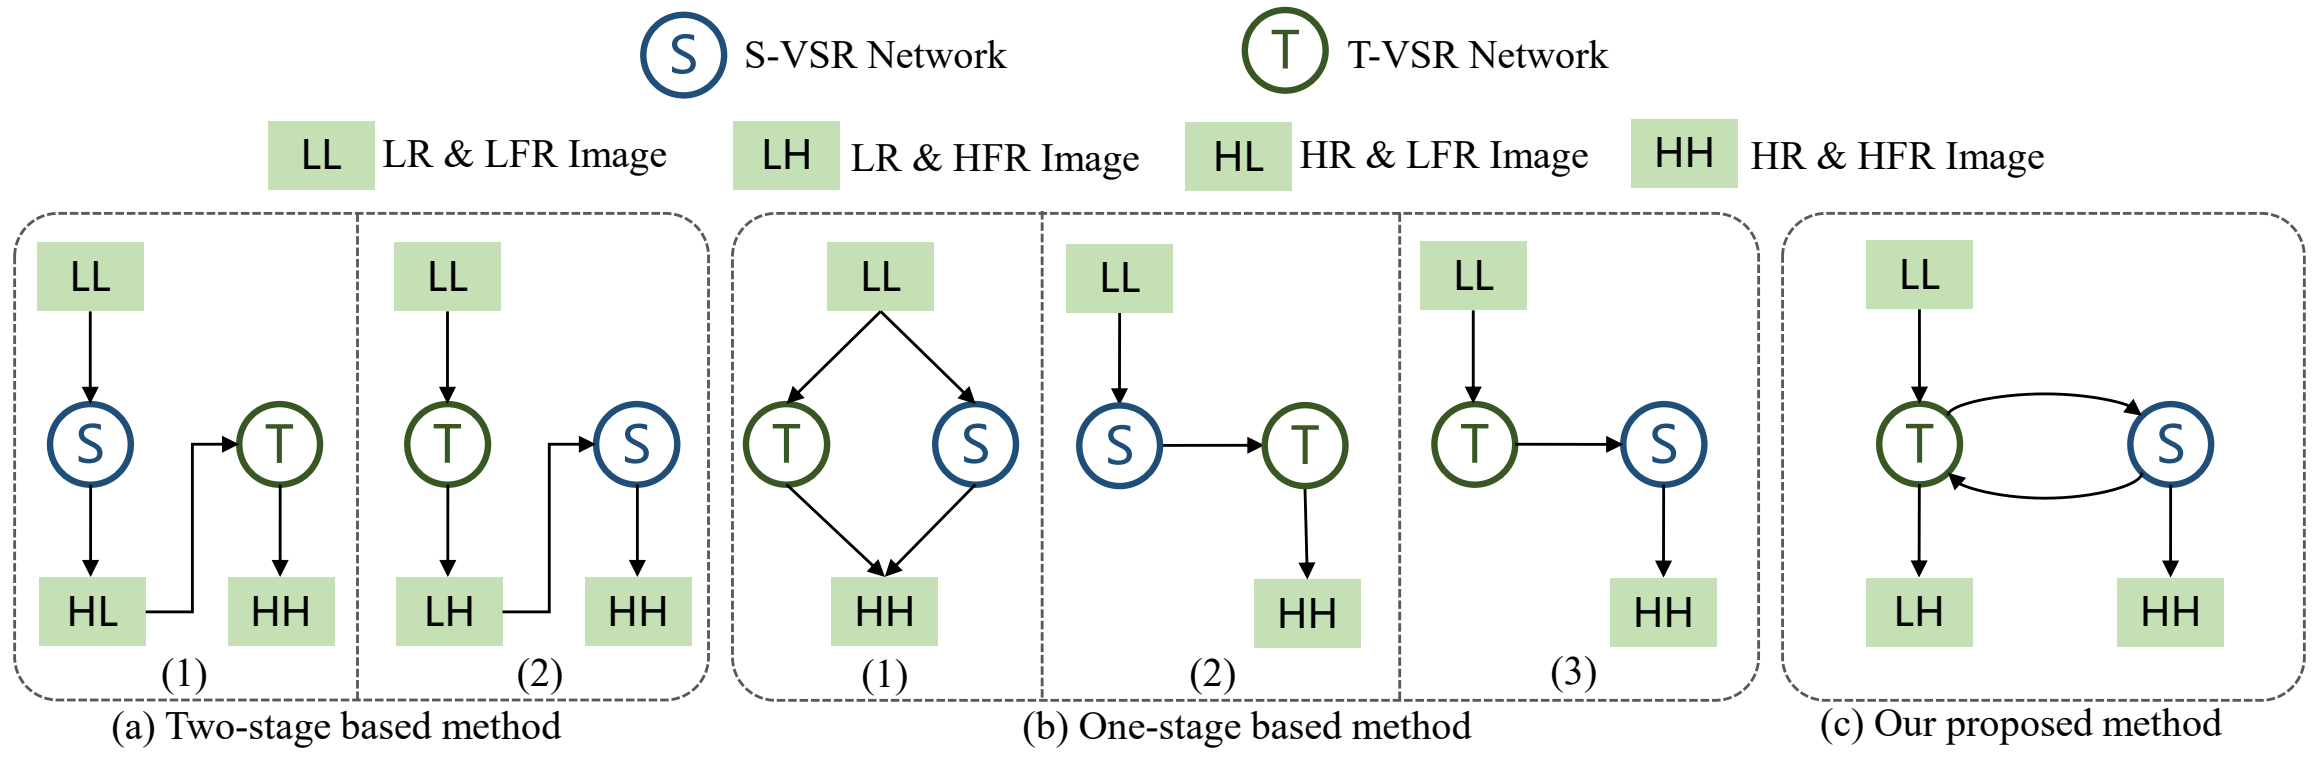 S S-VSR Network T T-VSR Network
LL LR & LFR Image LH LR & HFR Image HL HR & LFR Image HH HR & HFR Image
LL
S
T
HL
HH
(1)
LL
T
S
LH
HH
(2)
(a) Two-stage based method
LL
T
S
HH
(1)
LL
S
T
HH
(2)
LL
T
S
HH
(3)
(b) One-stage based method
LL
T
S
LH
HH
(c) Our proposed method